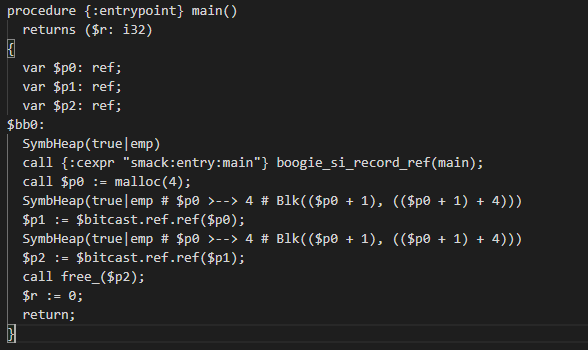 procedure {:entrypoint} main()
  returns ($r: i32)
{
  var $p0: ref;
  var $p1: ref;
  var $p2: ref;
$bb0:
  SymbHeap(true|emp)
  call {:cexpr "smack:entry:main"} boogie_si_record_ref(main);
  call $p0 := malloc(4);
  SymbHeap(true|emp # $p0 >--> 4 # Blk(($p0 + 1), (($p0 + 1) + 4)))
  $p1 := $bitcast.ref.ref($p0);
  SymbHeap(true|emp # $p0 >--> 4 # Blk(($p0 + 1), (($p0 + 1) + 4)))
  $p2 := $bitcast.ref.ref($p1);
  call free_($p2);
  $r := 0;
  return;
}